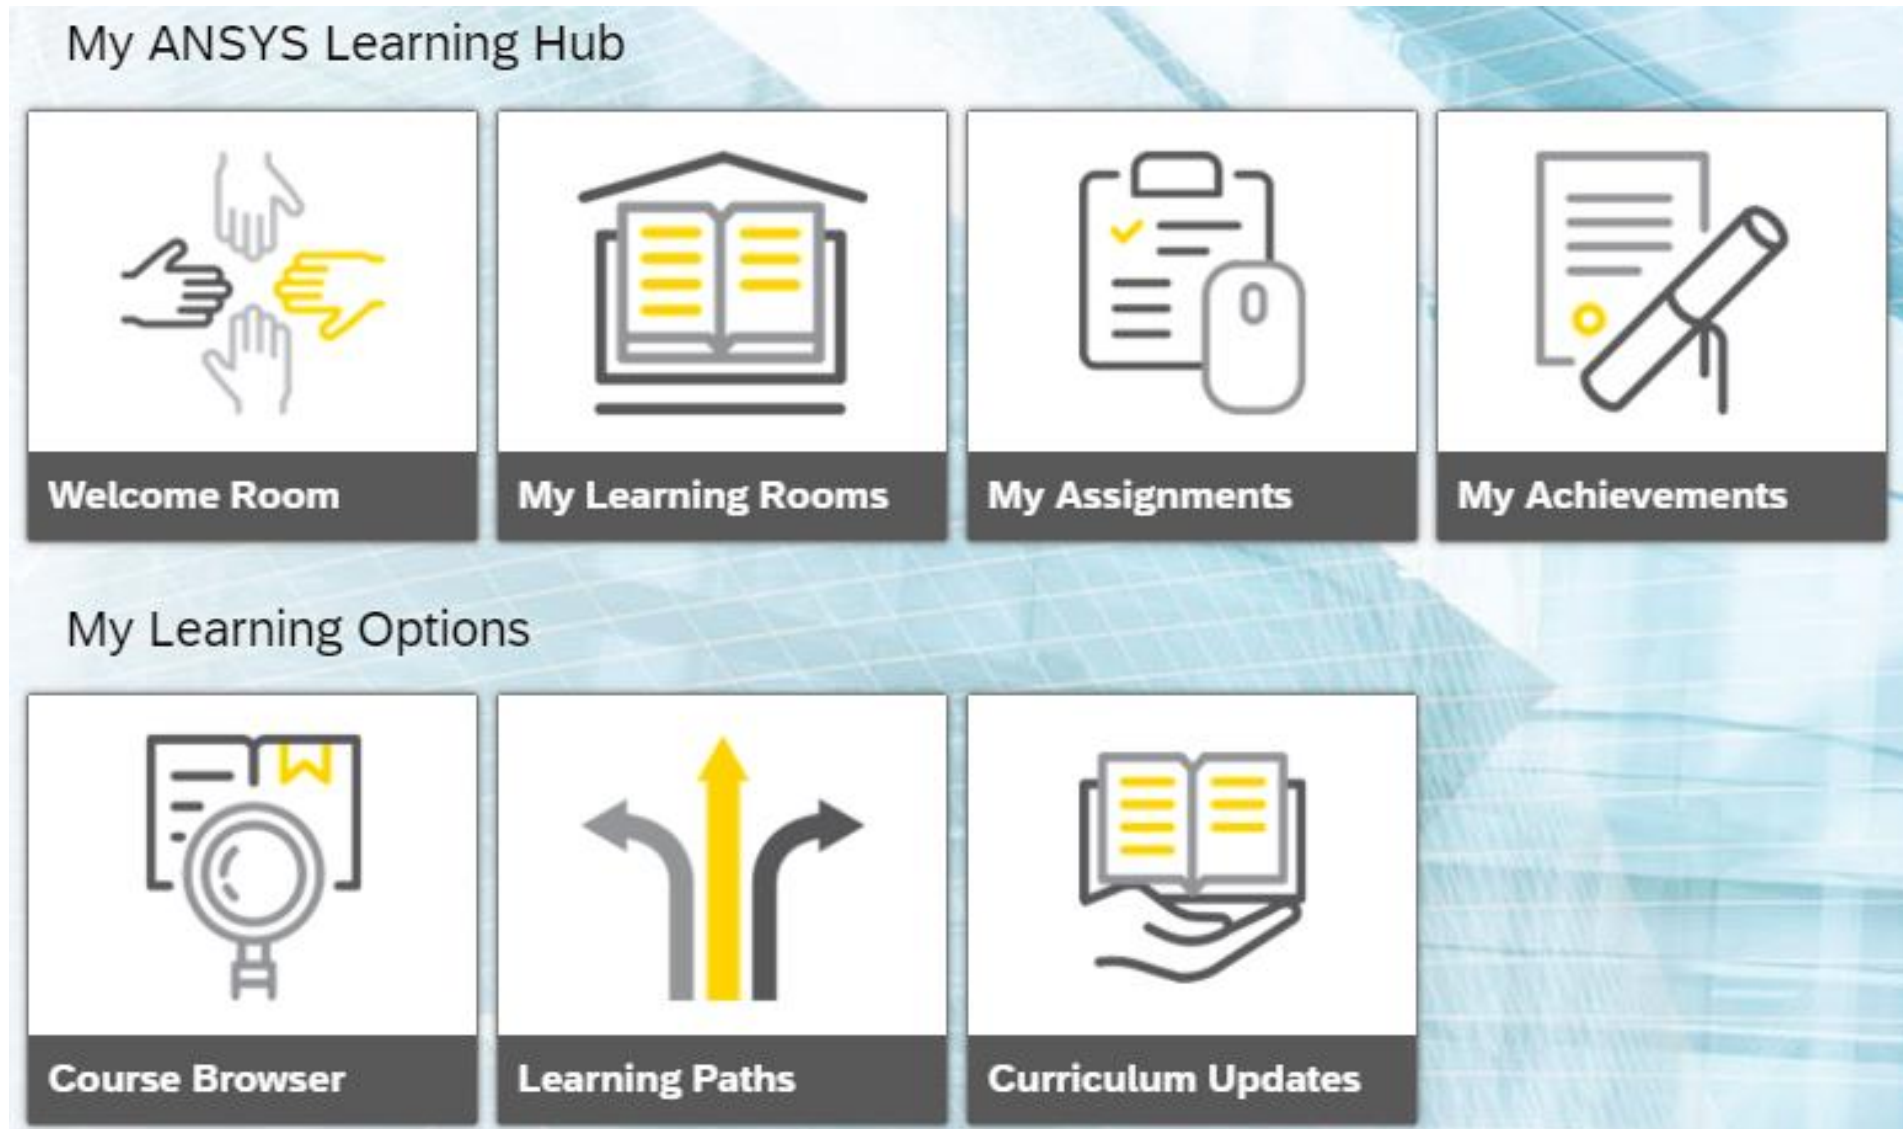 My ANSYS Learning Hub
Welcome Room
My Learning Rooms
My Assignments
My Achievements
My Learning Options
Course Browser
Learning Paths
Curriculum Updates